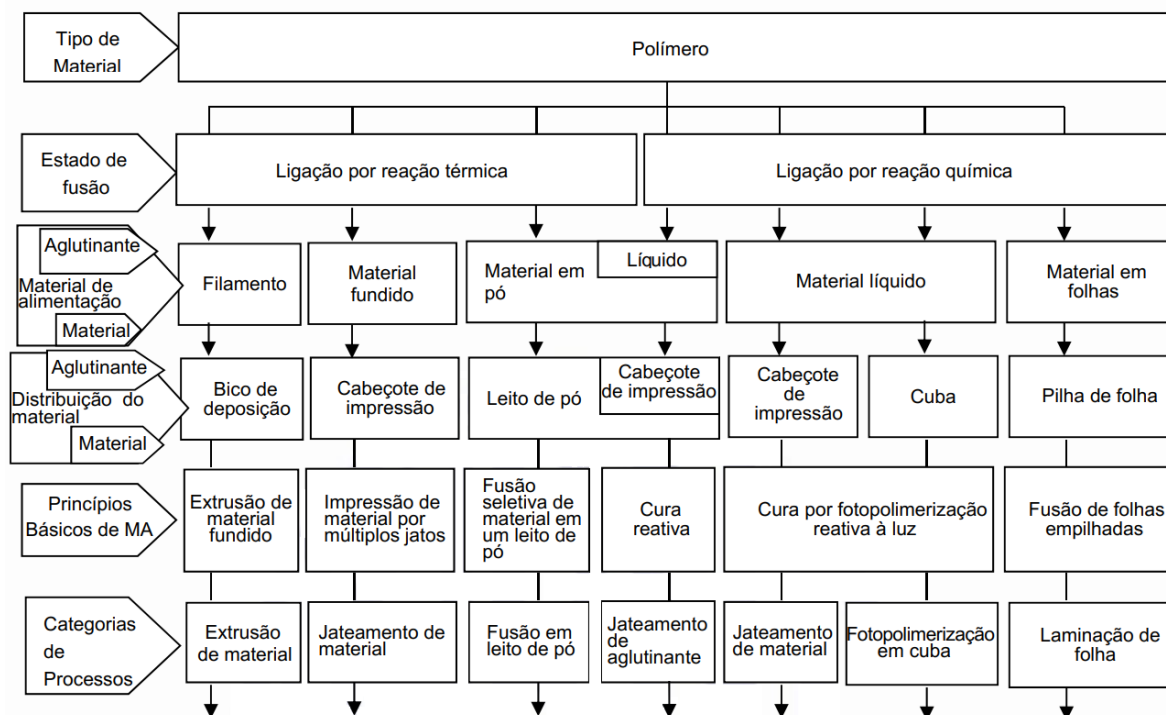 Tipo de
Material
Polímero
Estado de
fusão
Ligação por reação térmica
Ligação por reação química
Aglutinante
Material de
alimentação
Material
Filamento
Material
fundido
Material em
pó
Líquido
Material líquido
Material em
folhas
Aglutinante
Distribuição do
material
Material
Bico de
deposição
Cabeçote de
impressão
Leito de pó
Cabeçote
de impressão
Cabeçote
de
impressão
Cuba
Pilha de folha
Princípios
Básicos de MA
Extrusão de
material
fundido
Impressão de
material por
múltiplos jatos
Fusão
seletiva de
material em
um leito de
pó
Cura
reativa
Cura por fotopolimerização
reativa à luz
Fusão de folhas
empilhadas
Categorias
de
Processos
Extrusão
de material
Jateamento de
material
Fusão em
leito de pó
Jateamento
de
aglutinante
Jateamento
de material
Fotopolimerização
em cuba
Laminação de
folha